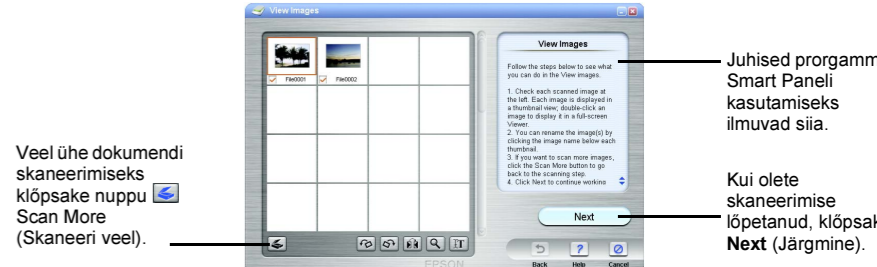 View Images
View Images
Follow the steps below to see what
you can do in the View images.
1. Check each scanned image at
the left. Each image is displayed in
a thumbnail view; double-click an
image to display it in a full-screen
Viewer.
2. You can rename the image(s) by
clicking the image name below each
thumbnail.
3. If you want to scan more images,
click the Scan More button to go
back to the scanning step.
4. Click Next to continue working
File0001
File0002
Next
Back
Help
Cancel
EPSON
Veel ühe dokumendi
skaneerimiseks
klõpsake nuppu
Scan More
(Skaneeri veel).
Juhised prorgamm
Smart Paneli
kasutamiseks
ilmuvad siia.
Kui olete
skaneerimise
lõpetanud, klõpsak
Next (Järgmine).